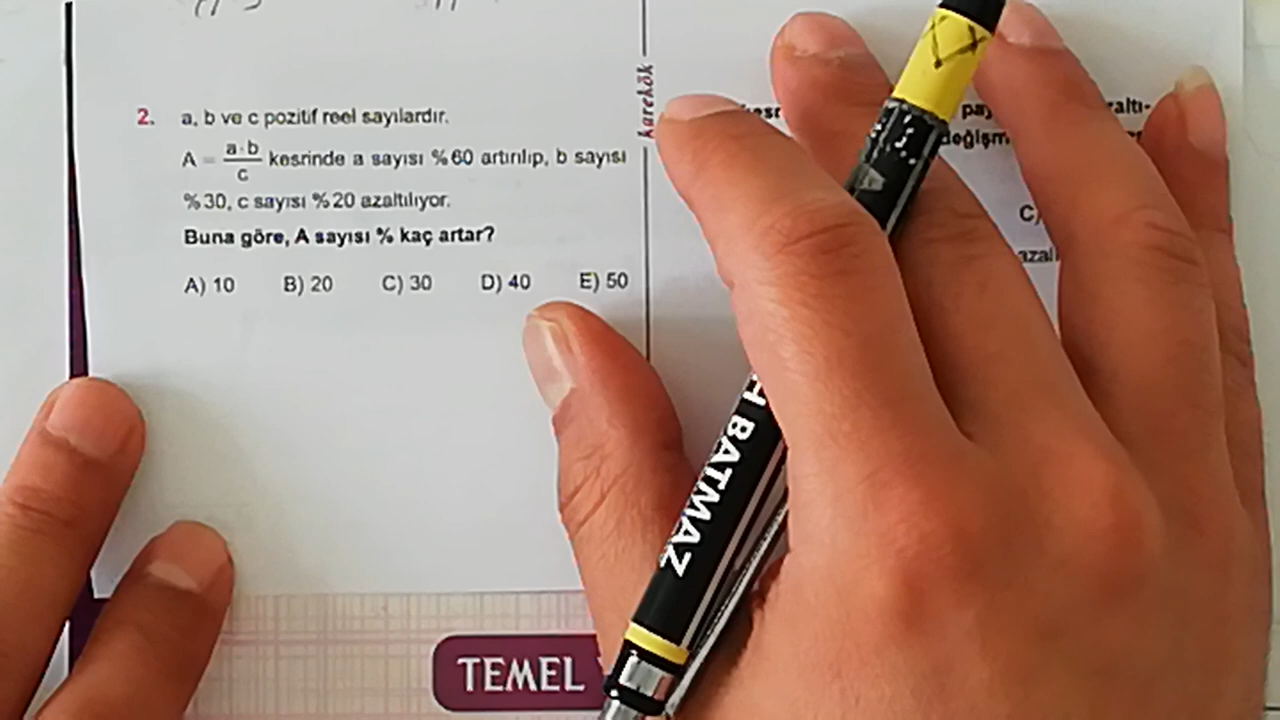 2. a, b ve c pozitif reel sayılardır.
A = a·b/c kesrinde a sayısı %60 artırılıp, b sayısı
%30, c sayısı %20 azaltılıyor.
Buna göre, A sayısı % kaç artar?
A) 10 B) 20 C) 30 D) 40 E) 50
karekök
C)
BATMAZ
TEMEL